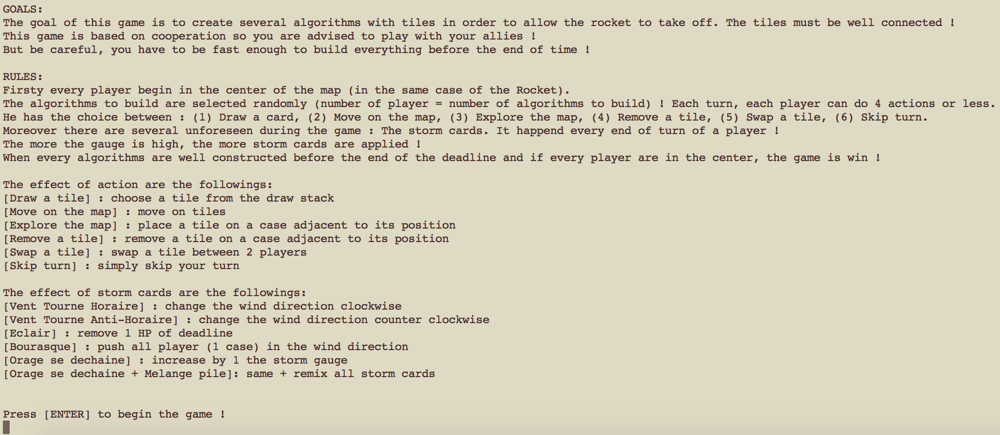 GOALS:
The goal of this game is to create several algorithms with tiles in order to allow the rocket to take off. The tiles must be well connected !
This game is based on cooperation so you are advised to play with your allies !
But be careful, you have to be fast enough to build everything before the end of time !
RULES:
Firsty every player begin in the center of the map (in the same case of the Rocket).
The algorithms to build are selected randomly (number of player = number of algorithms to build) ! Each turn, each player can do 4 actions or less.
He has the choice between : (1) Draw a card, (2) Move on the map, (3) Explore the map, (4) Remove a tile, (5) Swap a tile, (6) Skip turn.
Moreover there are several unforeseen during the game : The storm cards. It happend every end of turn of a player !
The more the gauge is high, the more storm cards are applied !
When every algorithms are well constructed before the end of the deadline and if every player are in the center, the game is win !
The effect of action are the followings:
[Draw a tile] : choose a tile from the draw stack
[Move on the map] : move on tiles
[Explore the map] : place a tile on a case adjacent to its position
[Remove a tile] : remove a tile on a case adjacent to its position
[Swap a tile] : swap a tile between 2 players
[Skip turn] : simply skip your turn
The effect of storm cards are the followings:
[Vent Tourne Horaire] : change the wind direction clockwise
[Vent Tourne Anti-Horaire] : change the wind direction counter clockwise
[Eclair] : remove 1 HP of deadline
[Bourasque] : push all player (1 case) in the wind direction
[Orage se dechaine] : increase by 1 the storm gauge
[Orage se dechaine + Melange pile]: same + remix all storm cards
Press [ENTER] to begin the game !